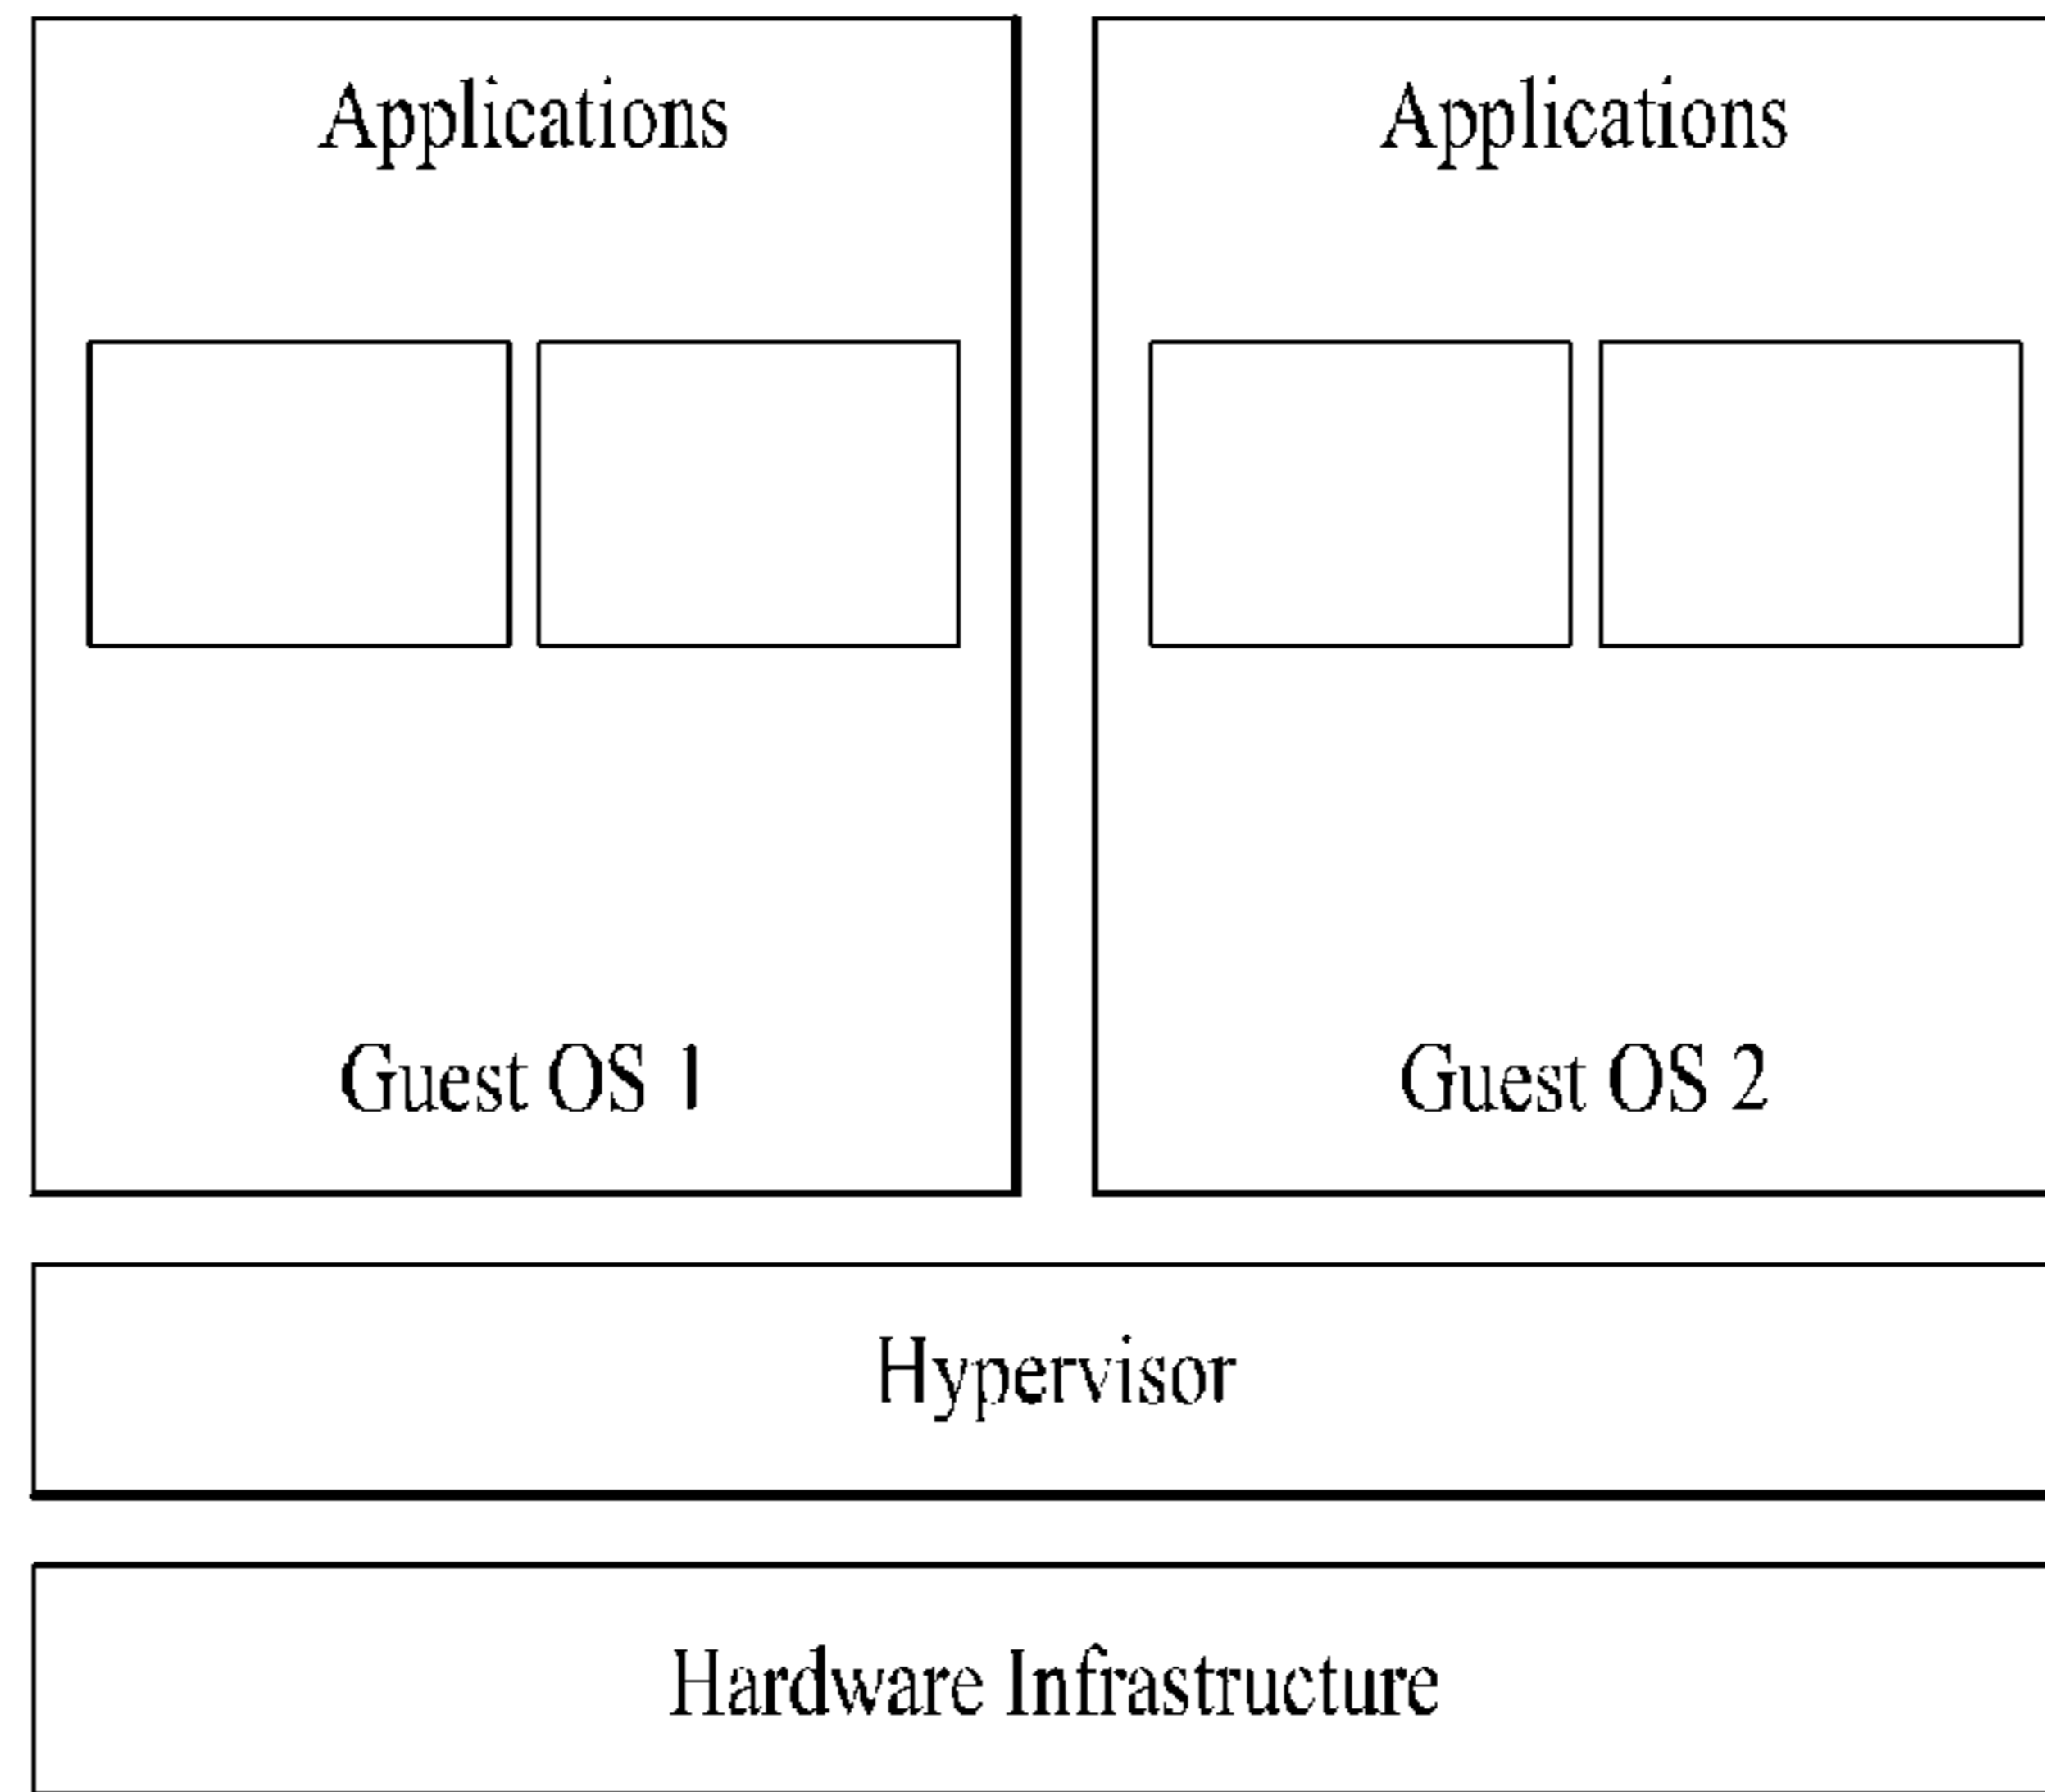 Applications
Applications
Guest OS 1
Guest OS 2
Hypervisor
Hardware Infrastructure